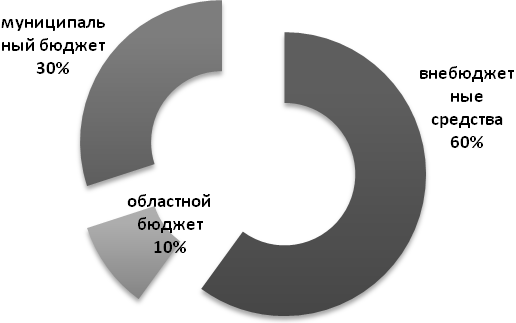 муниципаль
ный бюджет
30%
внебюджет
ные
средства
60%
областной
бюджет
10%